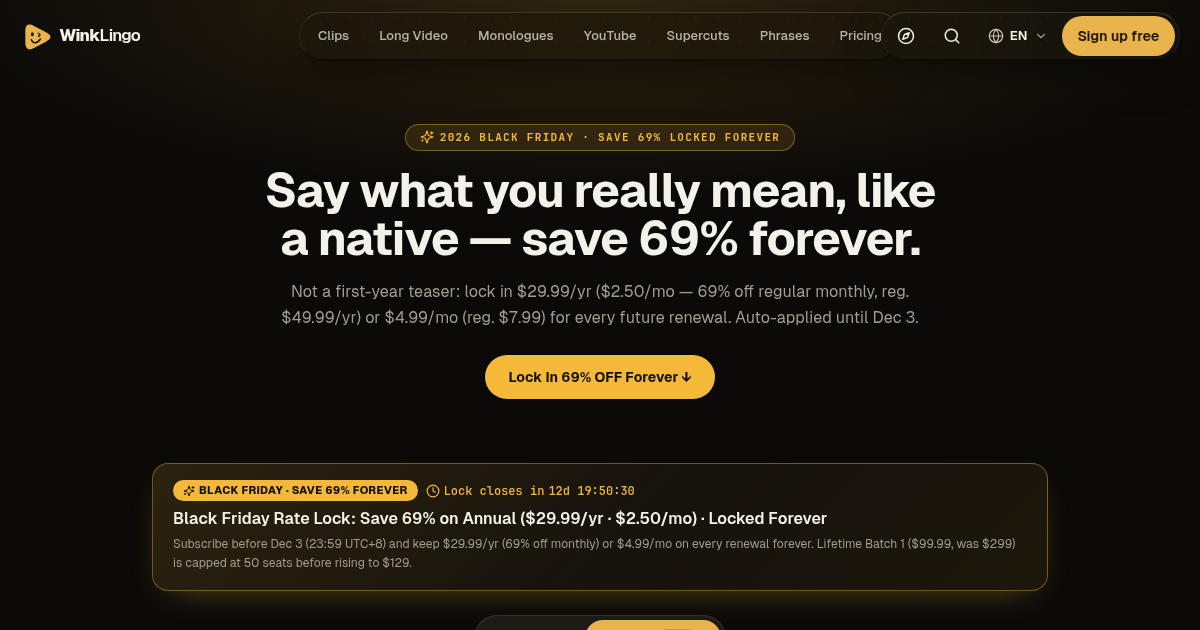 WinkLingo
Clips Long Video Monologues YouTube Supercuts Phrases Pricing EN Sign up free
2026 BLACK FRIDAY · SAVE 69% LOCKED FOREVER
Say what you really mean, like
a native — save 69% forever.
Not a first-year teaser: lock in $29.99/yr ($2.50/mo — 69% off regular monthly, reg.
$49.99/yr) or $4.99/mo (reg. $7.99) for every future renewal. Auto-applied until Dec 3.
Lock In 69% OFF Forever ↓
BLACK FRIDAY · SAVE 69% FOREVER Lock closes in 12d 19:50:30
Black Friday Rate Lock: Save 69% on Annual ($29.99/yr · $2.50/mo) · Locked Forever
Subscribe before Dec 3 (23:59 UTC+8) and keep $29.99/yr (69% off monthly) or $4.99/mo on every renewal forever. Lifetime Batch 1 ($99.99, was $299)
is capped at 50 seats before rising to $129.